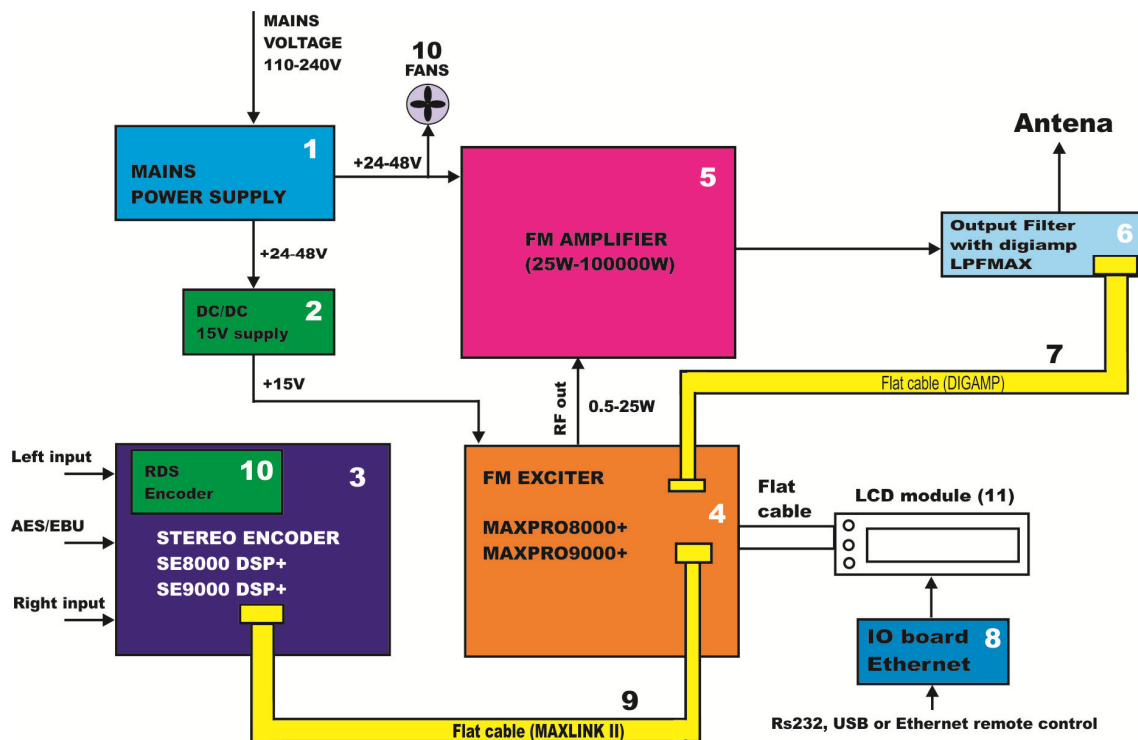 MAINS
VOLTAGE
110-240V
10
FANS
1
MAINS
POWER SUPPLY
+24-48V
5
FM AMPLIFIER
(25W-100000W)
Antena
Output Filter
with digiamp
LPFMAX
6
+24-48V
DC/DC
15V supply
2
+15V
RF out
0.5-25W
7
Flat cable (DIGAMP)
Left input
AES/EBU
Right input
RDS
Encoder
10
3
STEREO ENCODER
SE8000 DSP+
SE9000 DSP+
FM EXCITER
4
MAXPRO8000+
MAXPRO9000+
Flat
cable
LCD module (11)
IO board
Ethernet
8
Rs232, USB or Ethernet remote control
9
Flat cable (MAXLINK II)